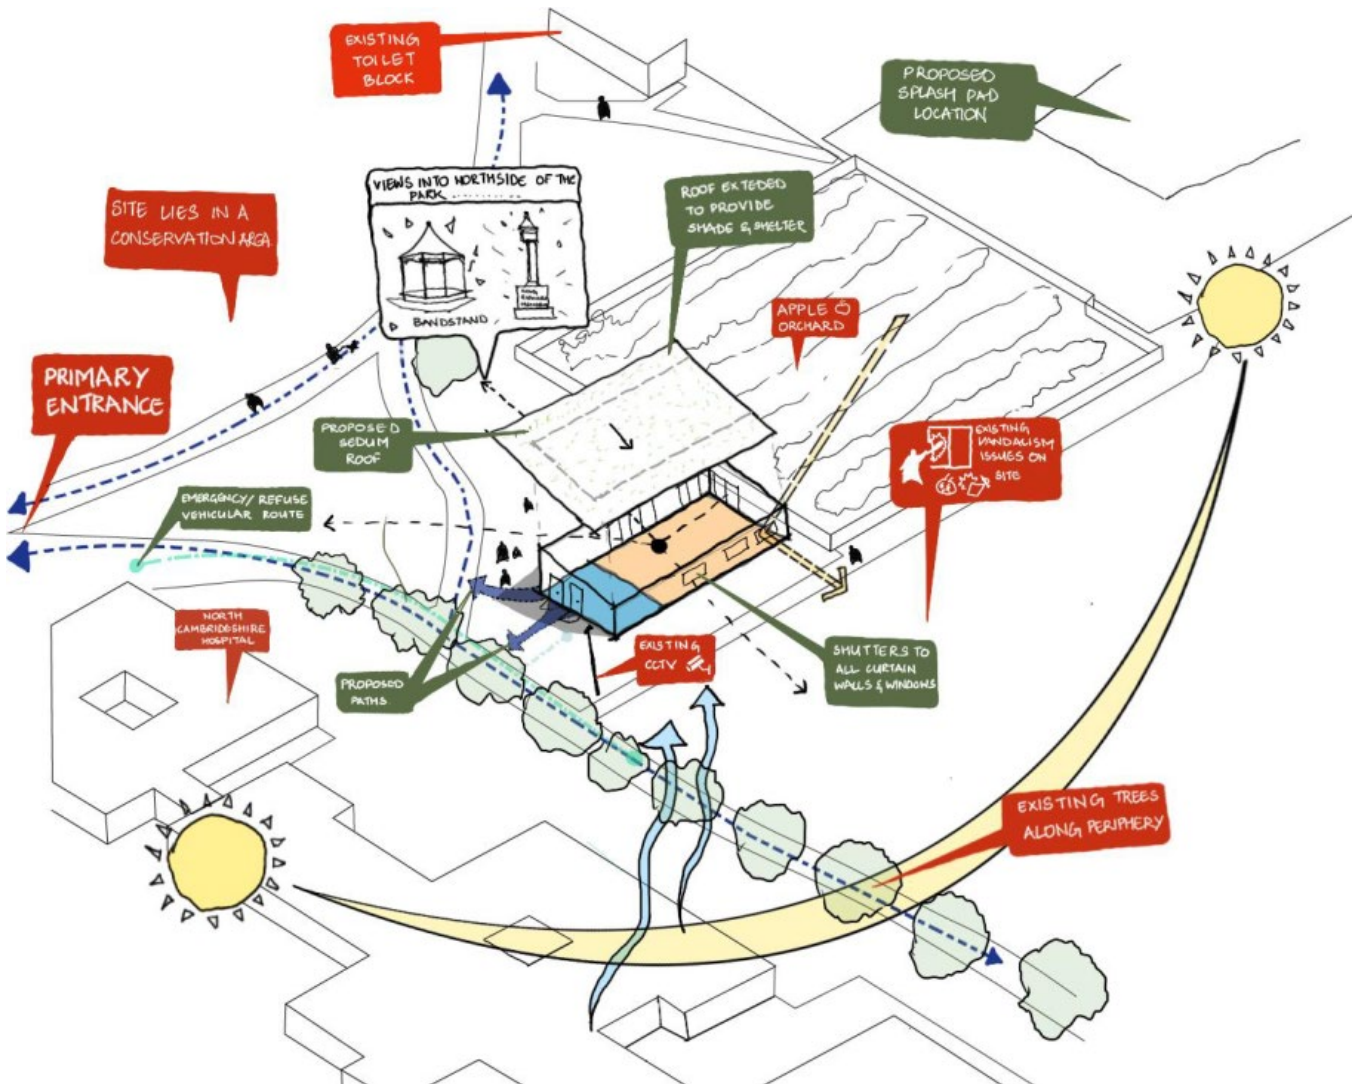 EXISTING
TOILET
BLOCK
PROPOSED
SPLASH PAD
LOCATION
VIEWS INTO NORTHSIDE OF THE
PARK
BANDSTAND
ROOF EXTEDED
TO PROVIDE
SHADE & SHELTER
SITE LIES IN A
CONSERVATION AREA
APPLE
ORCHARD
PRIMARY
ENTRANCE
PROPOSED
SEDUM
ROOF
EXISTING
VANDALISM
ISSUES ON
SITE
EMERGENCY/ REFUSE
VEHICULAR ROUTE
NORTH
CAMBRIDGSHIRE
HOSPITAL
EXISTING
CCTV
SHUTTERS TO
ALL CURTAIN
WALLS & WINDOWS
PROPOSED
PATHS
EXISTING TREES
ALONG PERIPHERY